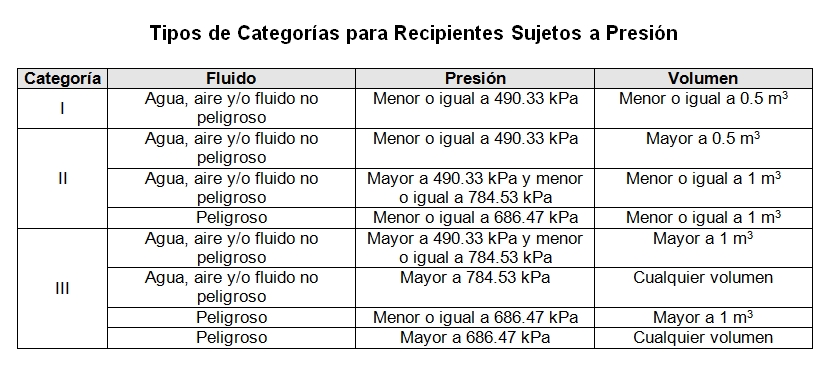 Tipos de Categorías para Recipientes Sujetos a Presión
Categoría Fluido Presión Volumen
I Agua, aire y/o fluido no peligroso Menor o igual a 490.33 kPa Menor o igual a 0.5 m³
II Agua, aire y/o fluido no peligroso Menor o igual a 490.33 kPa Mayor a 0.5 m³
Agua, aire y/o fluido no peligroso Mayor a 490.33 kPa y menor o igual a 784.53 kPa Menor o igual a 1 m³
Peligroso Menor o igual a 686.47 kPa Menor o igual a 1 m³
III Agua, aire y/o fluido no peligroso Mayor a 490.33 kPa y menor o igual a 784.53 kPa Mayor a 1 m³
Agua, aire y/o fluido no peligroso Mayor a 784.53 kPa Cualquier volumen
Peligroso Menor o igual a 686.47 kPa Mayor a 1 m³
Peligroso Mayor a 686.47 kPa Cualquier volumen